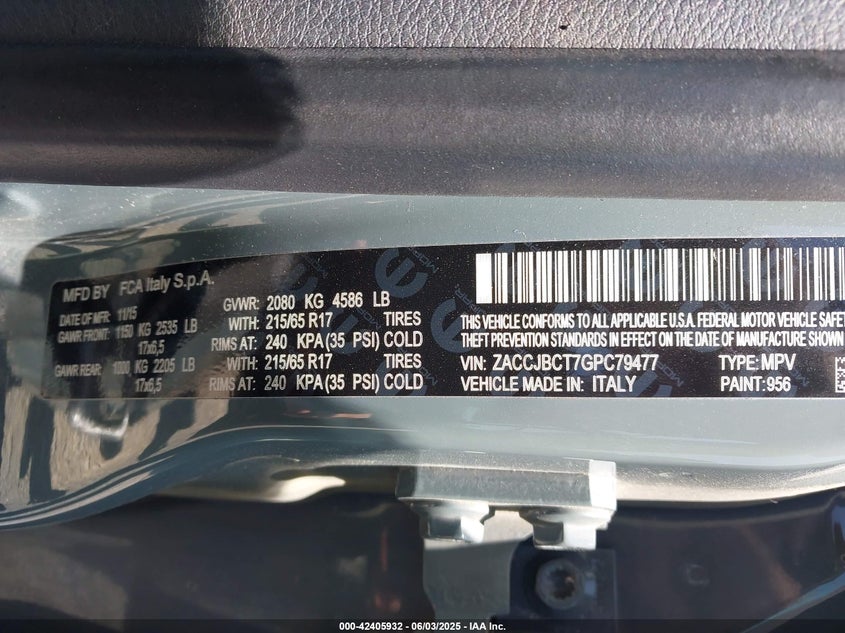 MFD BY FCA Italy S.p.A.
DATE OF MFR: 11/15
GAWR FRONT: 1150 KG 2535 LB
17x6,5
GAWR REAR: 1000 KG 2205 LB
17x6,5
GVWR: 2080 KG 4586 LB
WITH: 215/65 R17 TIRES
RIMS AT: 240 KPA (35 PSI) COLD
WITH: 215/65 R17 TIRES
RIMS AT: 240 KPA (35 PSI) COLD
THIS VEHICLE CONFORMS TO ALL APPLICABLE U.S.A. FEDERAL MOTOR VEHICLE SAFET
THEFT PREVENTION STANDARDS IN EFFECT ON THE DATE OF MANUFACTURE SHOWN
VIN: ZACCJBCT7GPC79477 TYPE: MPV
VEHICLE MADE IN: ITALY PAINT: 956
000-42405932 - 06/03/2025 - IAA Inc.